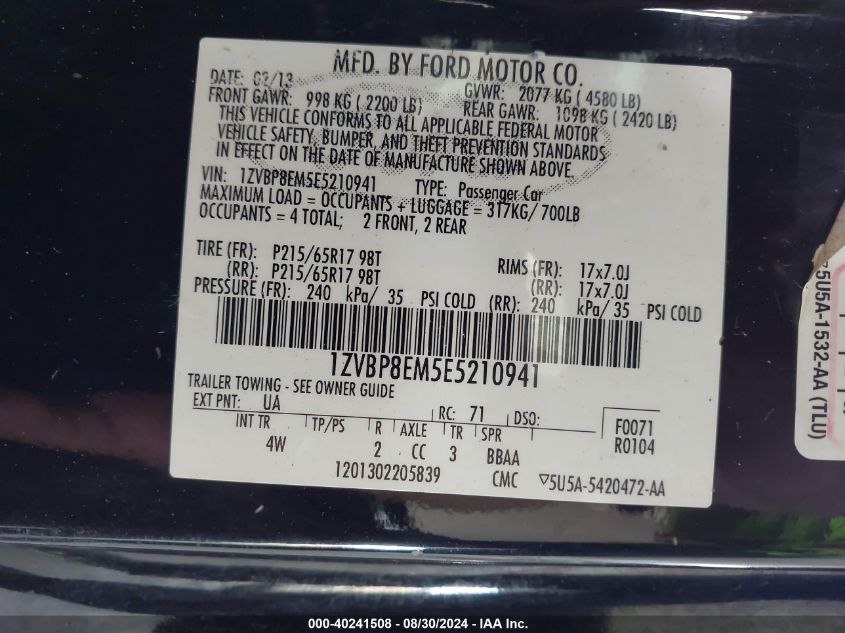 MFD. BY FORD MOTOR CO.
DATE: 03/13 GVWR: 2077 KG ( 4580 LB)
FRONT GAWR: 998 KG ( 2200 LB) REAR GAWR: 1098 KG ( 2420 LB)
THIS VEHICLE CONFORMS TO ALL APPLICABLE FEDERAL MOTOR
VEHICLE SAFETY, BUMPER, AND THEFT PREVENTION STANDARDS
IN EFFECT ON THE DATE OF MANUFACTURE SHOWN ABOVE.
VIN: 1ZVBP8EM5E5210941 TYPE: Passenger Car
MAXIMUM LOAD = OCCUPANTS + LUGGAGE = 317KG/ 700LB
OCCUPANTS = 4 TOTAL; 2 FRONT, 2 REAR
TIRE (FR): P215/65R17 98T RIMS (FR): 17x7.0J
(RR): P215/65R17 98T (RR): 17x7.0J
PRESSURE (FR): 240 kPa/ 35 PSI COLD (RR): 240 kPa/ 35 PSI COLD
1ZVBP8EM5E5210941
TRAILER TOWING - SEE OWNER GUIDE
EXT PNT: UA RC: 71 DSO: F0071
INT TR TP/PS R AXLE TR SPR R0104
4W 2 CC 3 BBAA
1201302205839 CMC ▽5U5A-5420472-AA
5U5A-1532-AA (TLU)
000-40241508 - 08/30/2024 - IAA Inc.